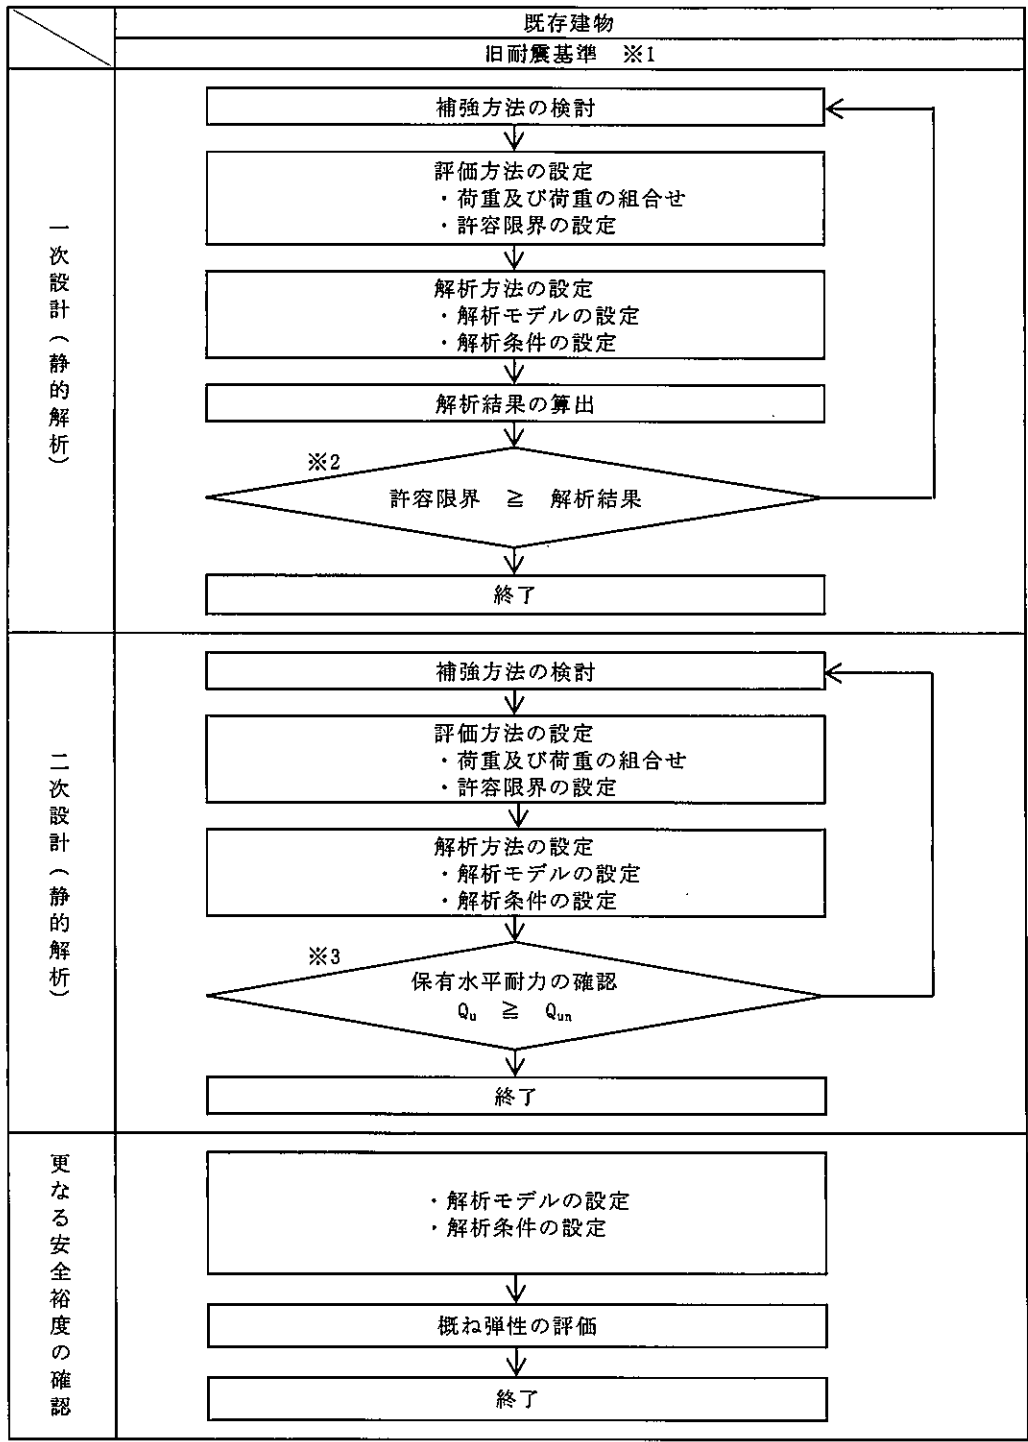 既存建物
旧耐震基準　※1
一次設計（静的解析）
補強方法の検討
評価方法の設定
・荷重及び荷重の組合せ
・許容限界の設定
解析方法の設定
・解析モデルの設定
・解析条件の設定
解析結果の算出
※2
許容限界　≧　解析結果
終了
二次設計（静的解析）
補強方法の検討
評価方法の設定
・荷重及び荷重の組合せ
・許容限界の設定
解析方法の設定
・解析モデルの設定
・解析条件の設定
※3
保有水平耐力の確認
Qu　≧　Qun
終了
更なる安全裕度の確認
・解析モデルの設定
・解析条件の設定
概ね弾性の評価
終了